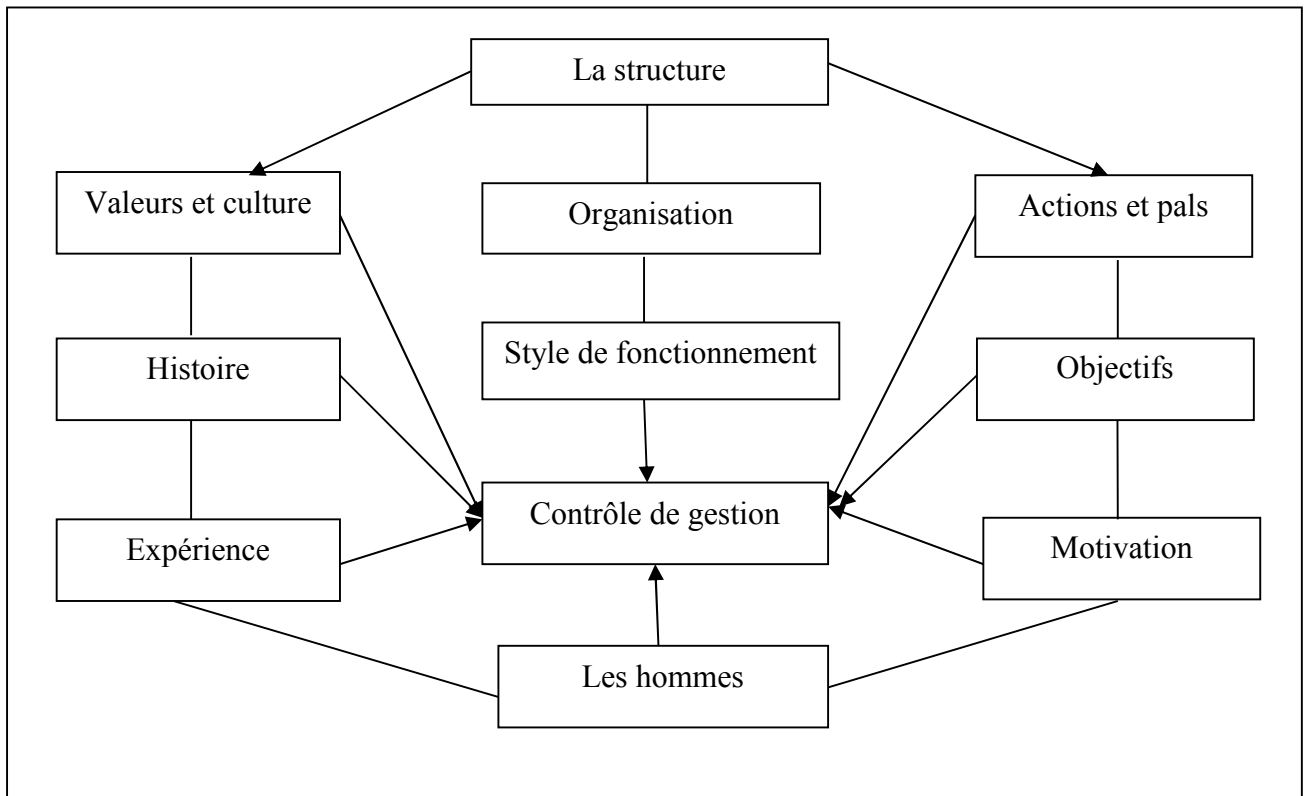 La structure
Valeurs et culture
Organisation
Actions et pals
Histoire
Style de fonctionnement
Objectifs
Expérience
Contrôle de gestion
Motivation
Les hommes